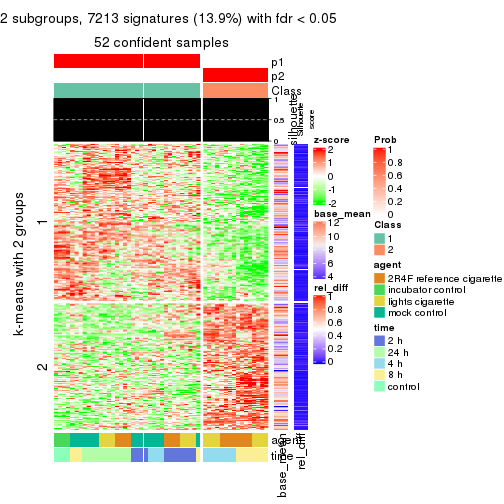 2 subgroups, 7213 signatures (13.9%) with fdr < 0.05
52 confident samples
p1
p2
Class
1
0.5
0
silhouette
Silhouette
score
k-means with 2 groups
1
2
agent
time
base_mean
rel_diff
z-score
2
1
0
-1
-2
base_mean
12
10
8
6
4
rel_diff
1
0.8
0.6
0.4
0.2
0
Prob
1
0.8
0.6
0.4
0.2
0
Class
1
2
agent
2R4F reference cigarette
incubator control
lights cigarette
mock control
time
2 h
24 h
4 h
8 h
control